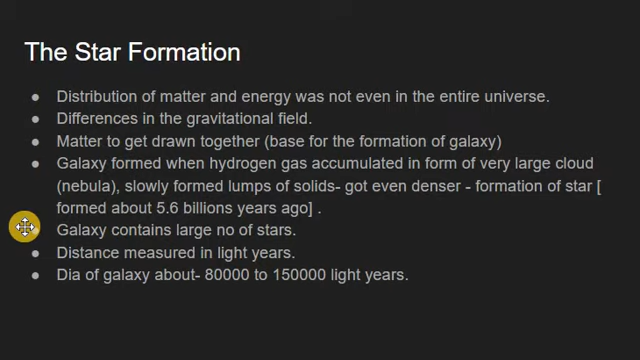 The Star Formation
● Distribution of matter and energy was not even in the entire universe.
● Differences in the gravitational field.
● Matter to get drawn together (base for the formation of galaxy)
● Galaxy formed when hydrogen gas accumulated in form of very large cloud
(nebula), slowly formed lumps of solids- got even denser - formation of star [
formed about 5.6 billions years ago] .
● Galaxy contains large no of stars.
● Distance measured in light years.
● Dia of galaxy about- 80000 to 150000 light years.